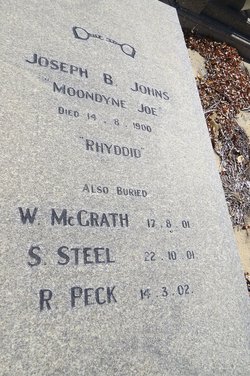 JOSEPH B. JOHNS
"MOONDYNE JOE"
DIED 14 . 8 . 1900
"RHYDDID"
ALSO BURIED
W. McGRATH 17.8.01
S. STEEL 22.10.01
R PECK 14.3.02.